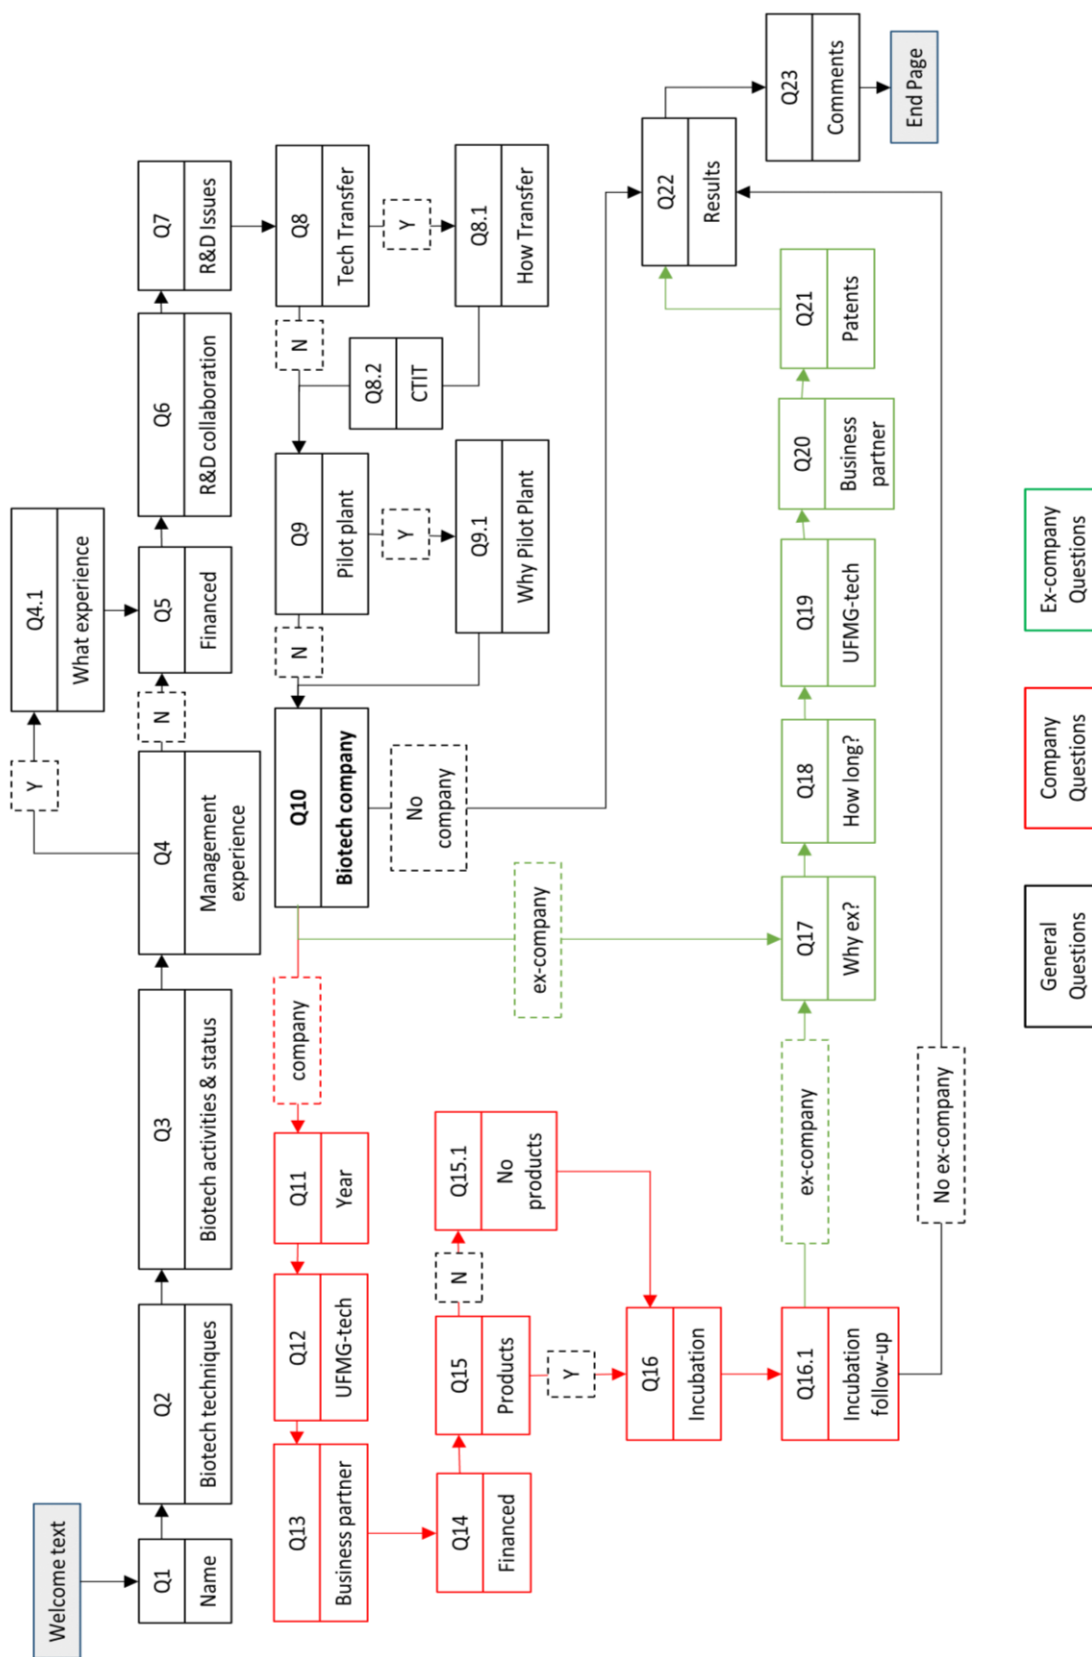 Welcome text
Q1
Name
Q2
Biotech techniques
Q3
Biotech activities & status
Q4
Management
experience
Y
N
Q4.1
What experience
Q5
Financed
Q6
R&D collaboration
Q7
R&D Issues
Q8
Tech Transfer
N
Y
Q8.1
How Transfer
Q8.2
CTIT
Q9
Pilot plant
N
Y
Q9.1
Why Pilot Plant
Q10
Biotech company
No
company
company
ex-company
Q11
Year
Q12
UFMG-tech
Q13
Business partner
Q14
Financed
Q15
Products
N
Y
Q15.1
No
products
Q16
Incubation
Q16.1
Incubation
follow-up
ex-company
No ex-company
Q17
Why ex?
Q18
How long?
Q19
UFMG-tech
Q20
Business
partner
Q21
Patents
Q22
Results
Q23
Comments
End Page
General
Questions
Company
Questions
Ex-company
Questions